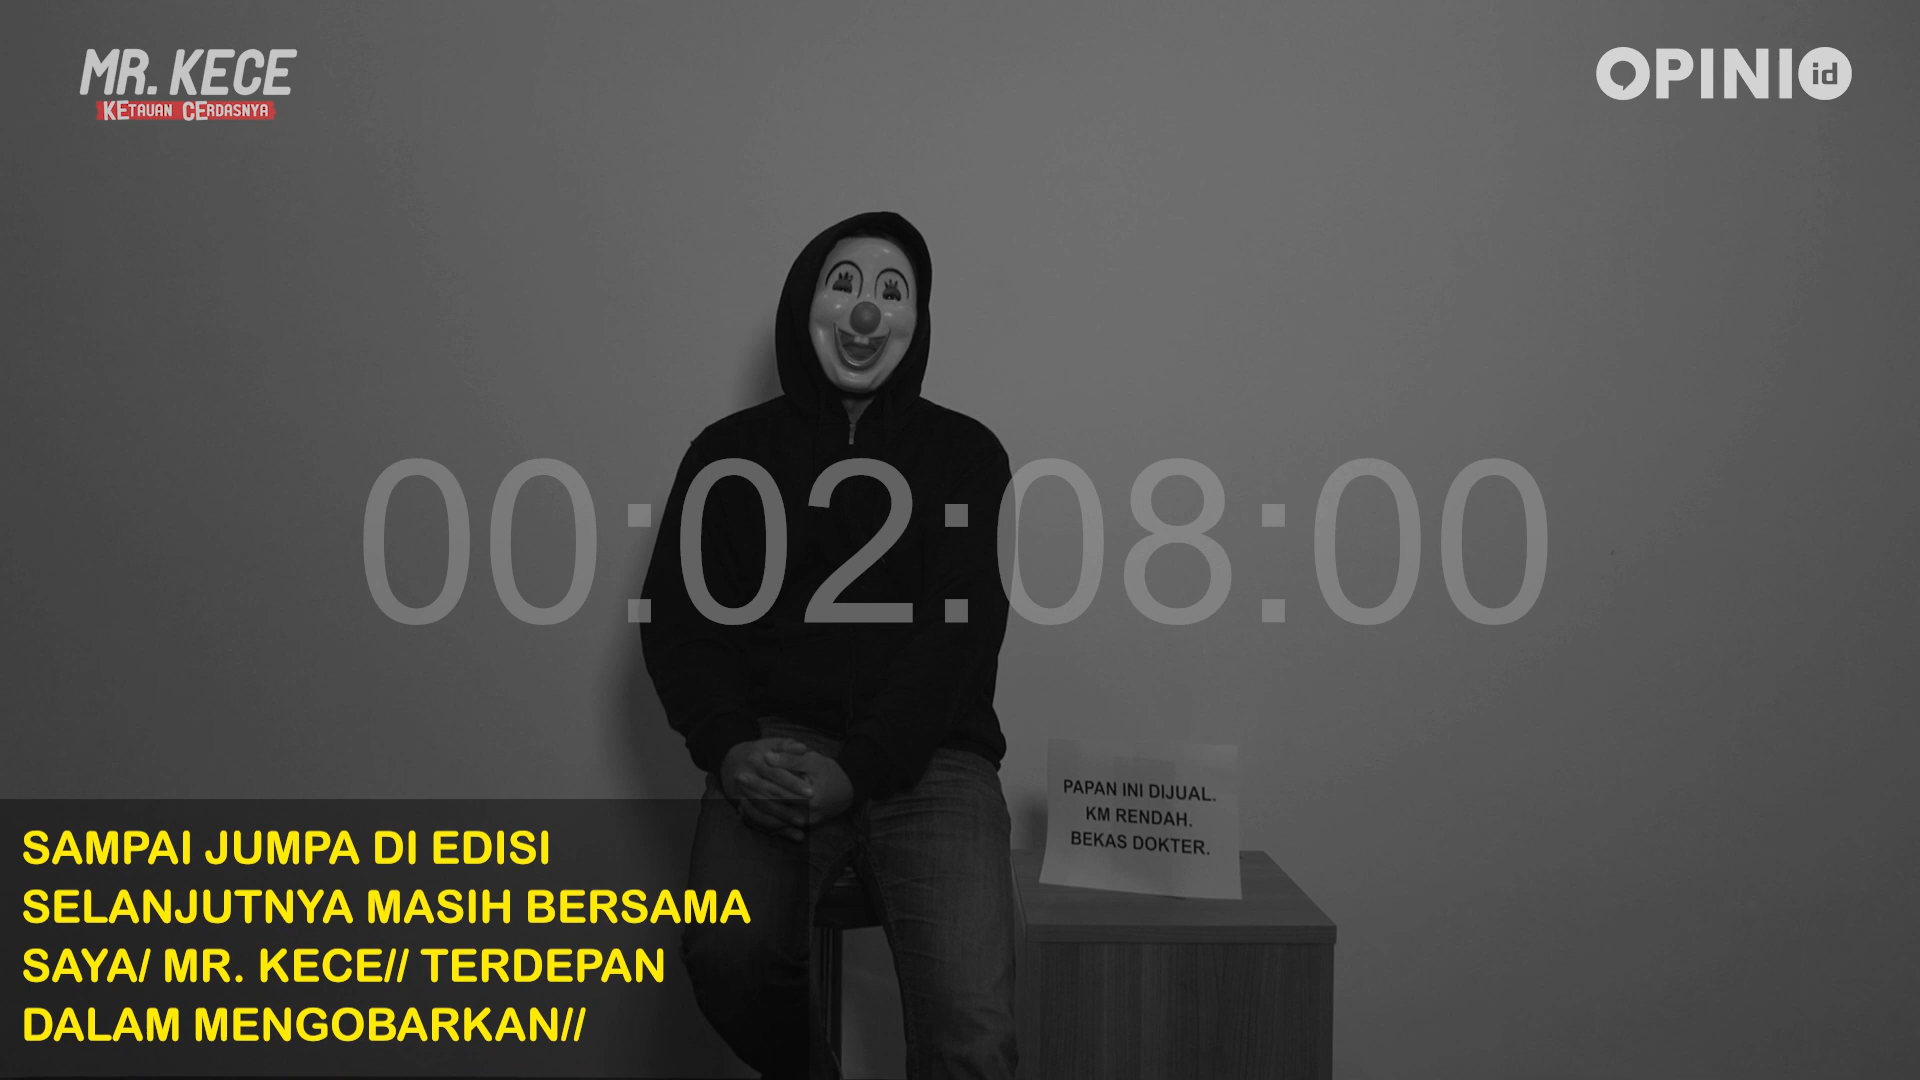 MR. KECE
KETAUAN CERDASNYA
OPINIO id
00:02:08:00
PAPAN INI DIJUAL.
KM RENDAH.
BEKAS DOKTER.
SAMPAI JUMPA DI EDISI
SELANJUTNYA MASIH BERSAMA
SAYA/ MR. KECE// TERDEPAN
DALAM MENGOBARKAN//